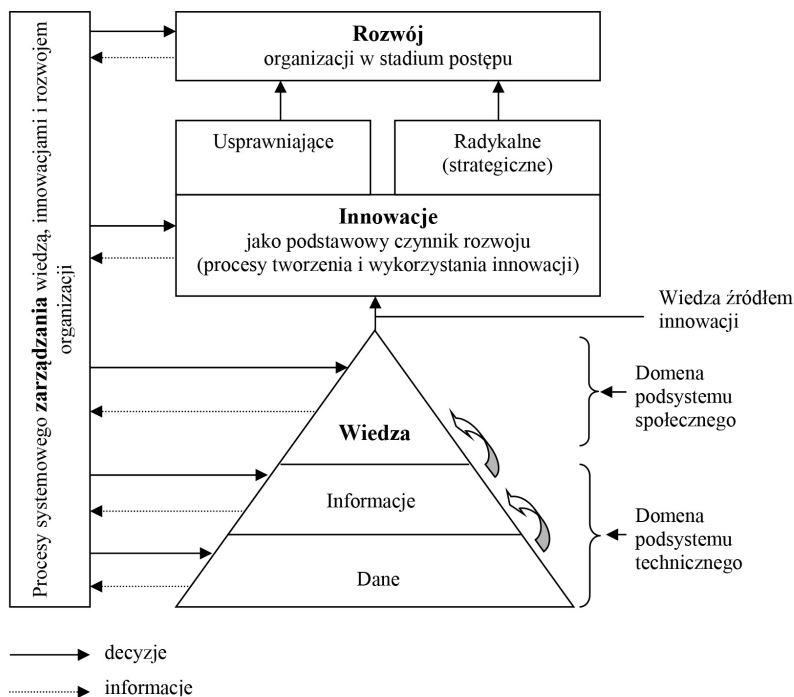 Procesy systemowego zarządzania wiedzą, innowacjami i rozwojem
organizacji
Rozwój
organizacji w stadium postępu
Usprawniające
Radykalne
(strategiczne)
Innowacje
jako podstawowy czynnik rozwoju
(procesy tworzenia i wykorzystania innowacji)
Wiedza źródłem
innowacji
Domena
podsystemu
społecznego
Wiedza
Informacje
Domena
podsystemu
technicznego
Dane
decyzje
informacje